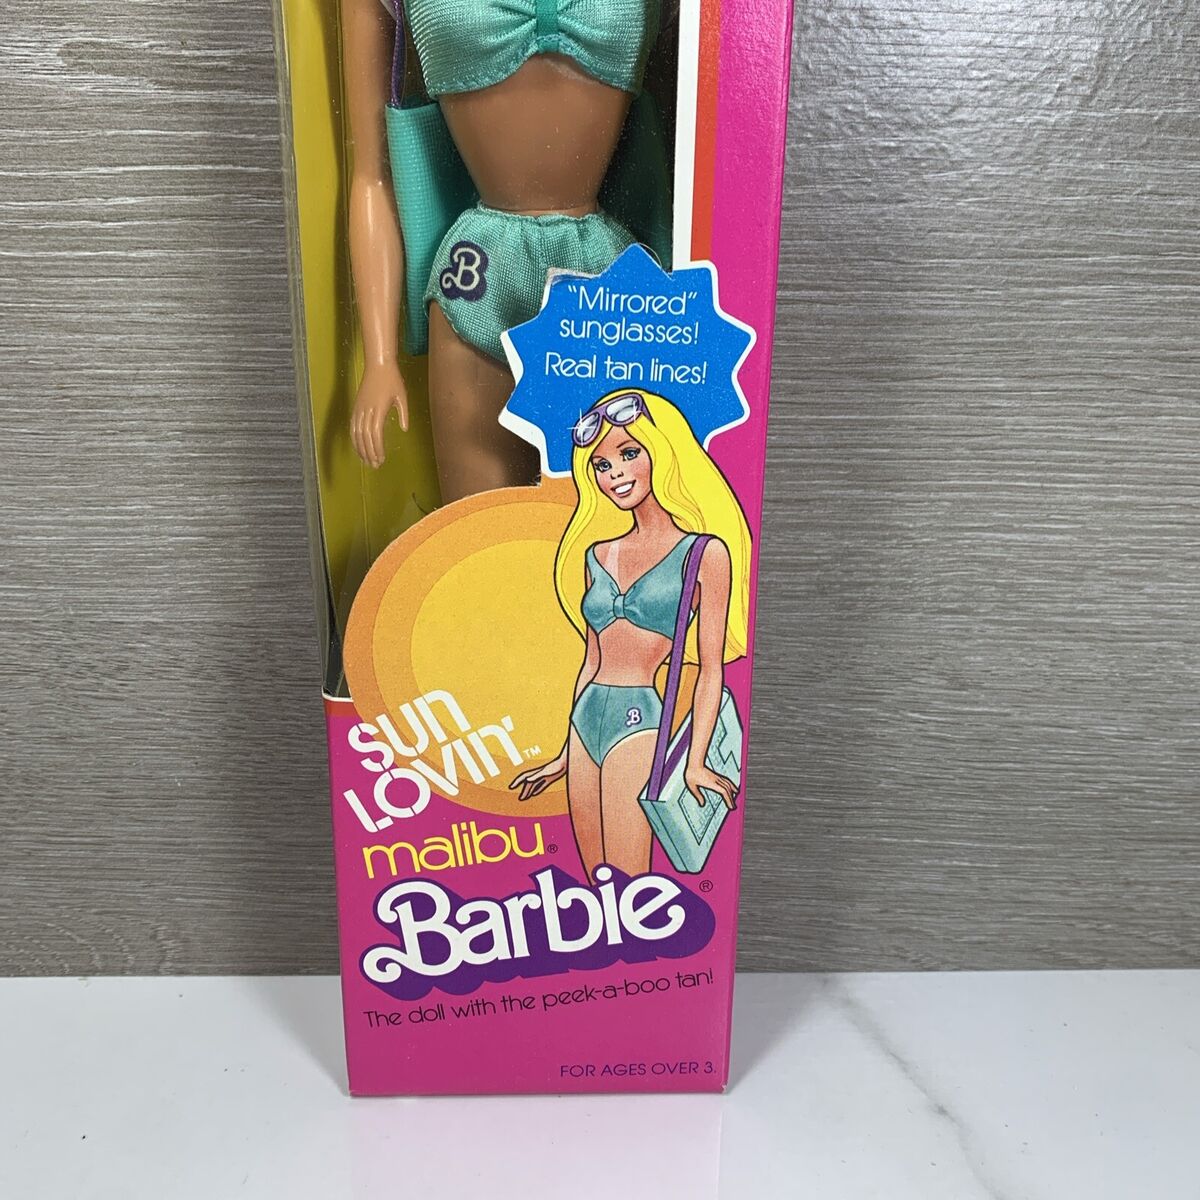 B
"Mirrored"
sunglasses!
Real tan lines!
B
SUN
LOVIN'™
malibu®
Barbie®
The doll with the peek-a-boo tan!
FOR AGES OVER 3.